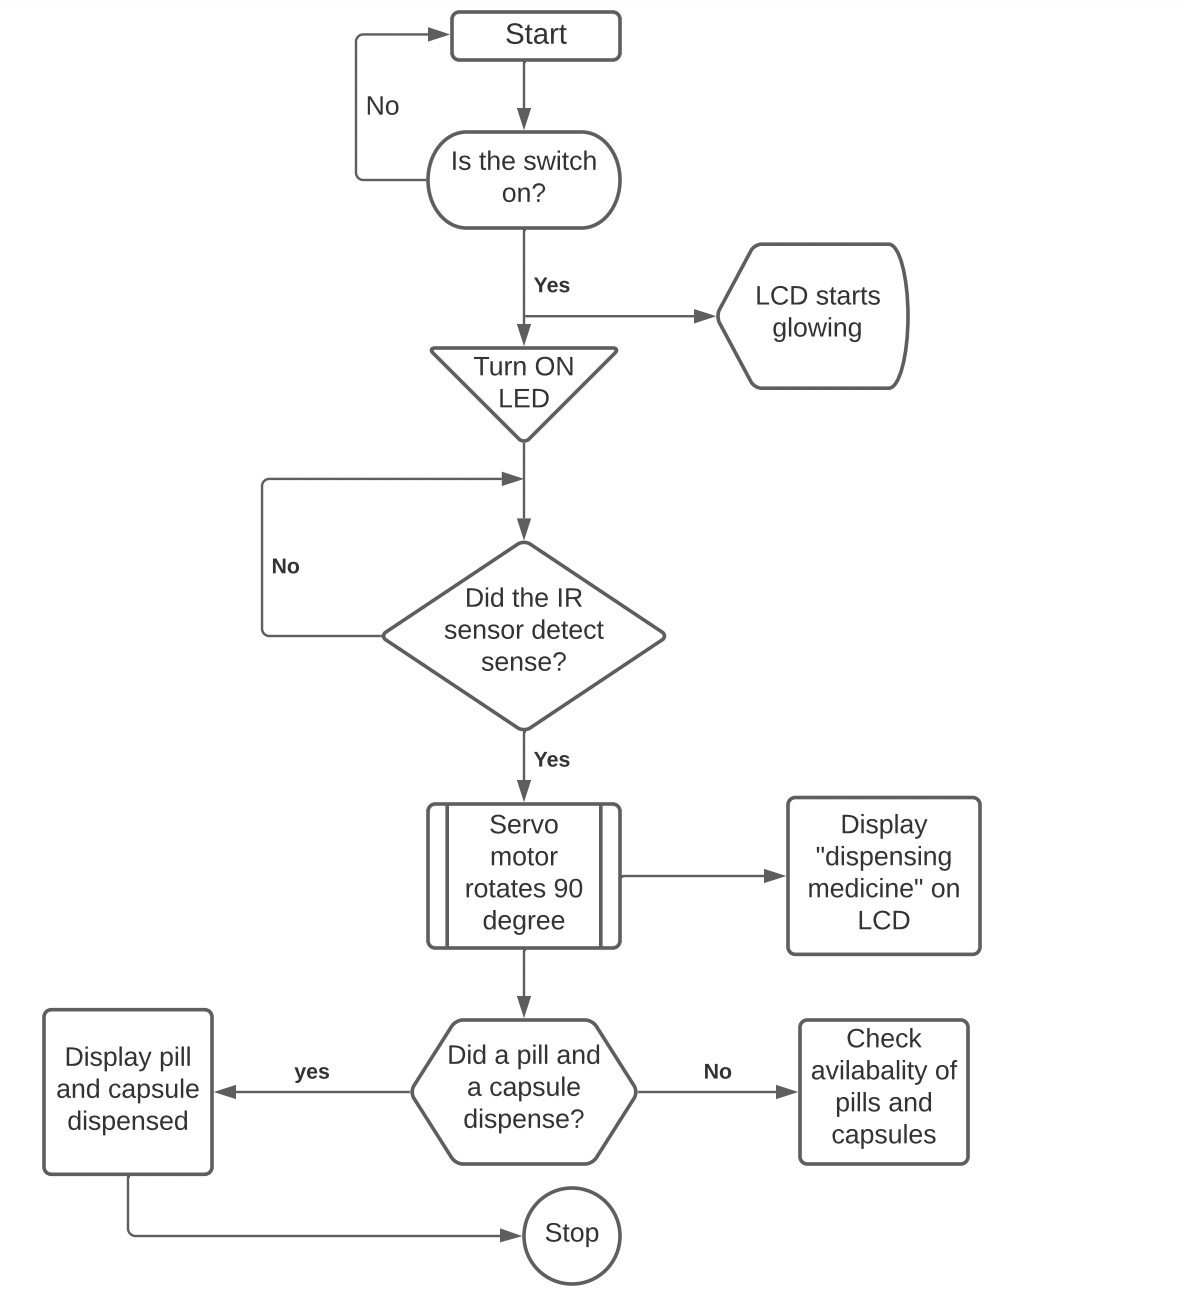 Start
No
Is the switch
on?
Yes
LCD starts
glowing
Turn ON
LED
No
Did the IR
sensor detect
sense?
Yes
Servo
motor
rotates 90
degree
Display
"dispensing
medicine" on
LCD
Display pill
and capsule
dispensed
yes
Did a pill and
a capsule
dispense?
No
Check
avilabality of
pills and
capsules
Stop